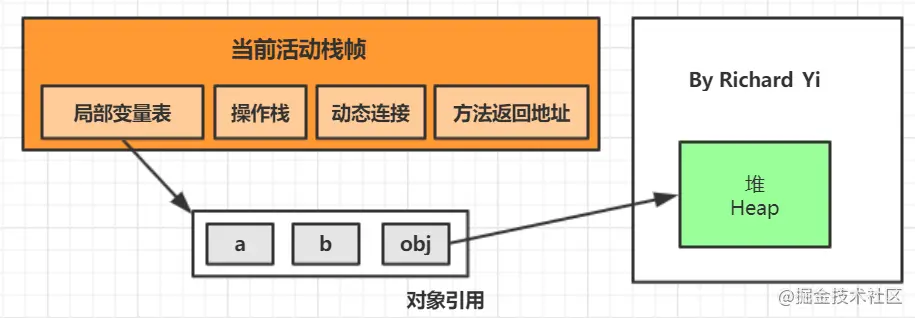 当前活动栈帧
局部变量表
操作栈
动态连接
方法返回地址
By Richard Yi
堆
Heap
a
b
obj
对象引用
@掘金技术社区